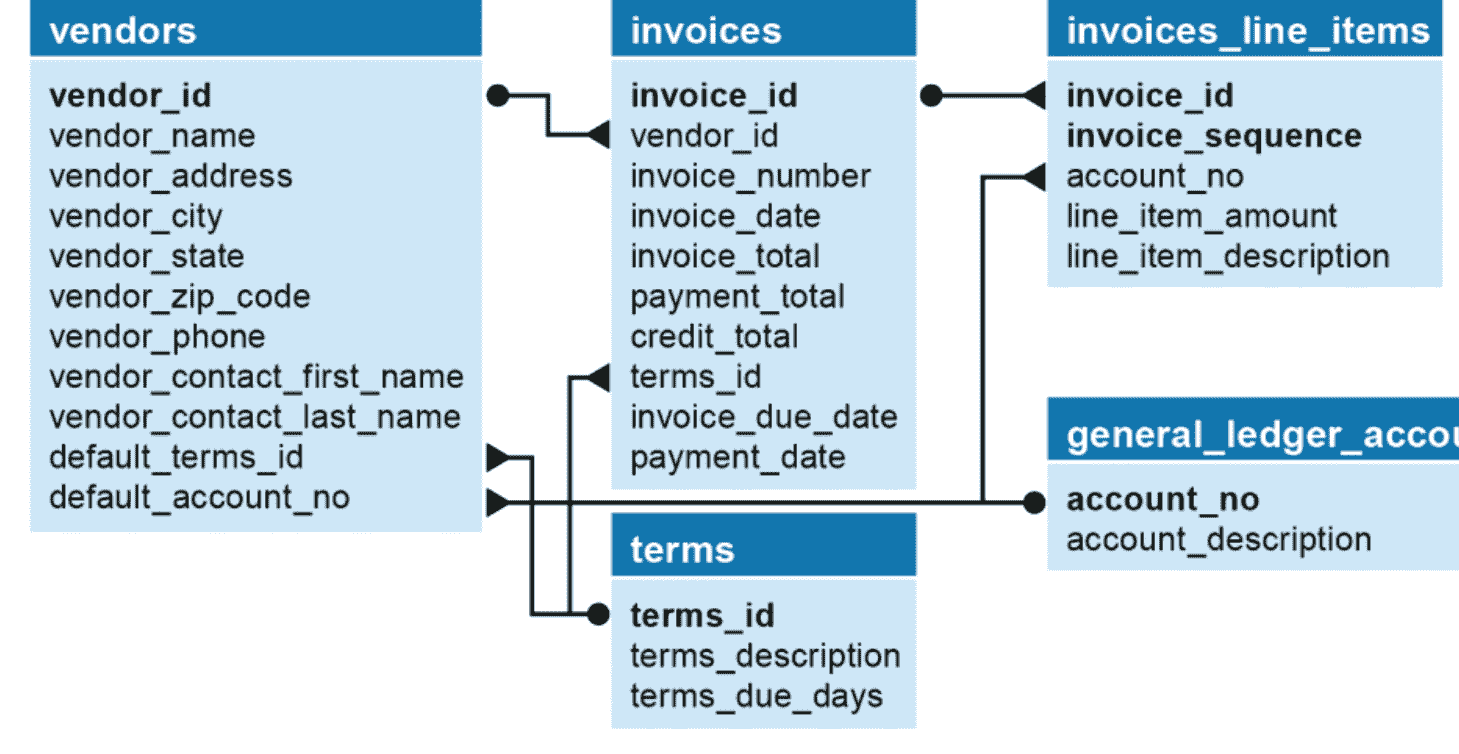 vendors
vendor_id
vendor_name
vendor_address
vendor_city
vendor_state
vendor_zip_code
vendor_phone
vendor_contact_first_name
vendor_contact_last_name
default_terms_id
default_account_no
invoices
invoice_id
vendor_id
invoice_number
invoice_date
invoice_total
payment_total
credit_total
terms_id
invoice_due_date
payment_date
terms
terms_id
terms_description
terms_due_days
invoices_line_items
invoice_id
invoice_sequence
account_no
line_item_amount
line_item_description
general_ledger_accou
account_no
account_description